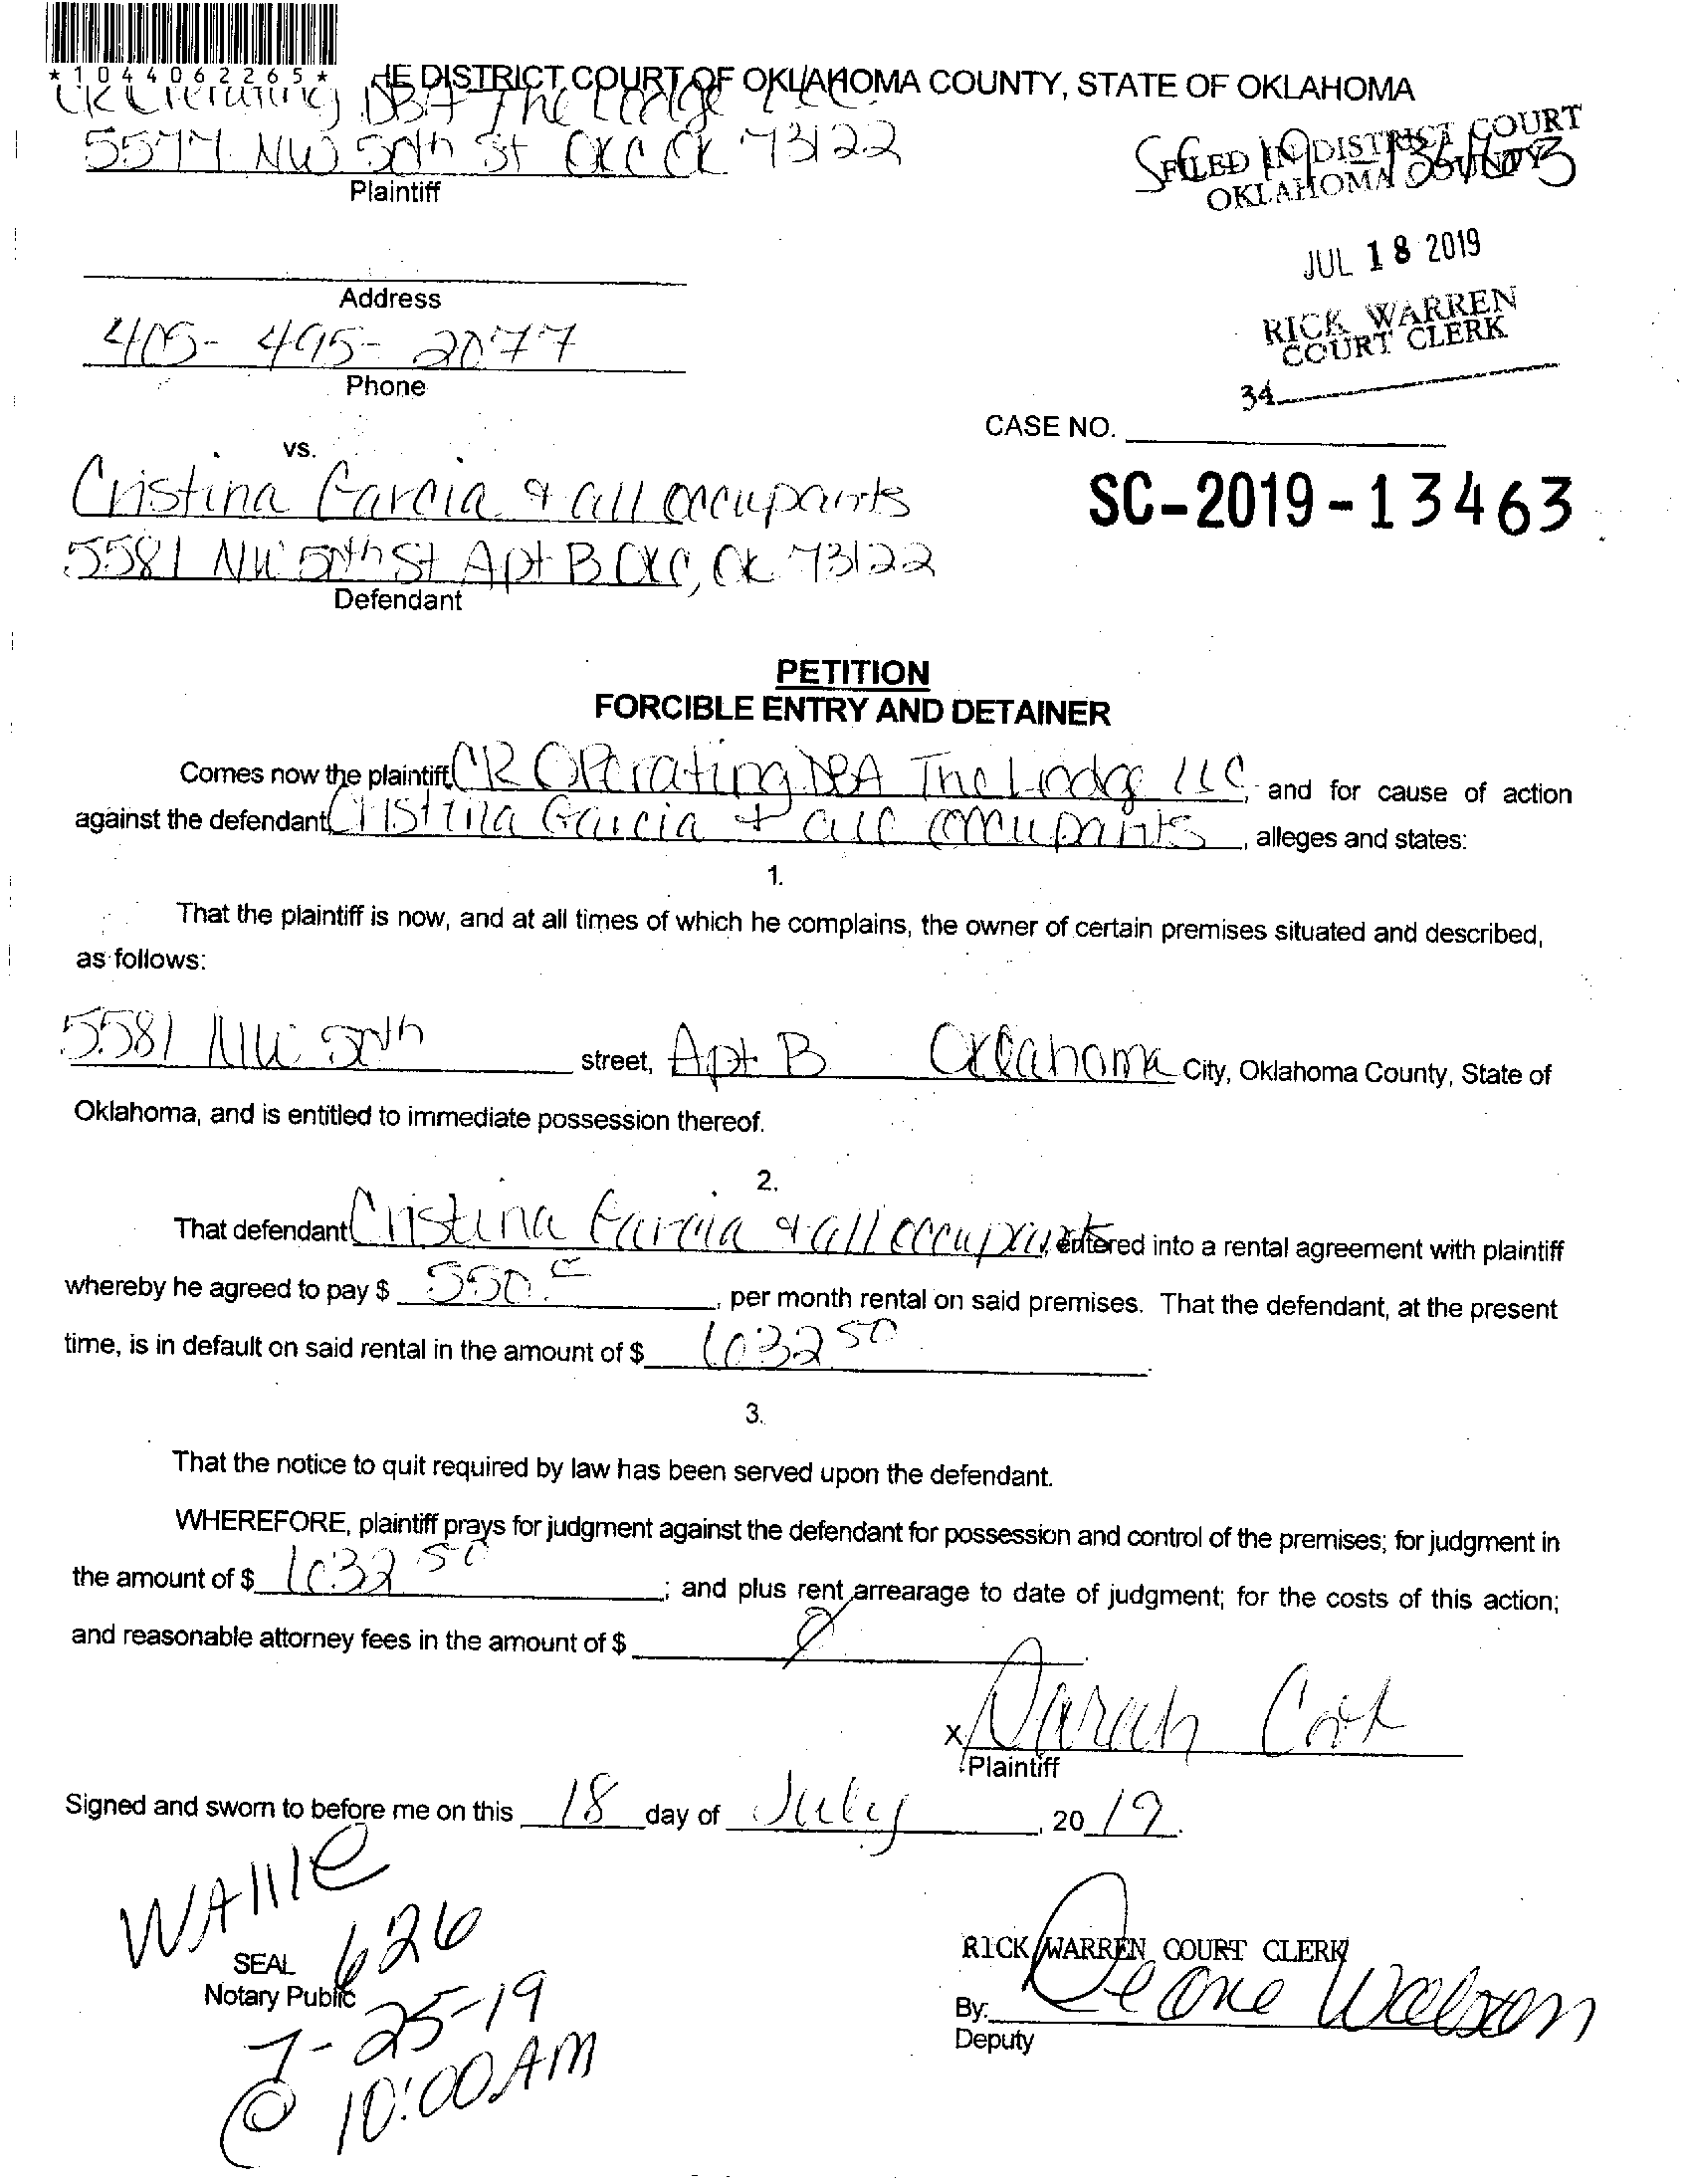 *1044062265*
HE DISTRICT COURT OF OKLAHOMA COUNTY, STATE OF OKLAHOMA
CR Operating DBA The Lodge LLC.
5577 NW 50th St OKC OK 73122
Plaintiff
SC 19 13463
FILED IN DISTRICT COURT
OKLAHOMA COUNTY
JUL 18 2019
RICK WARREN
COURT CLERK
34
Address
405-495-2077
Phone
CASE NO.
vs.
SC-2019-13463
Cristina Garcia & all occupants
5581 NW 50th St Apt B OKC, OK 73122
Defendant
PETITION
FORCIBLE ENTRY AND DETAINER
Comes now the plaintiff, CR Operating DBA The Lodge LLC, and for cause of action
against the defendant Cristina Garcia + all occupants, alleges and states:
1.
That the plaintiff is now, and at all times of which he complains, the owner of certain premises situated and described,
as follows:
5581 NW 50th street, Apt B Oklahoma City, Oklahoma County, State of
Oklahoma, and is entitled to immediate possession thereof.
2.
That defendant Cristina Garcia & all occupants, entered into a rental agreement with plaintiff
whereby he agreed to pay $ 550. , per month rental on said premises. That the defendant, at the present
time, is in default on said rental in the amount of $ 632 50
3.
That the notice to quit required by law has been served upon the defendant.
WHEREFORE, plaintiff prays for judgment against the defendant for possession and control of the premises; for judgment in
the amount of $ 632 50 ; and plus rent arrearage to date of judgment; for the costs of this action;
and reasonable attorney fees in the amount of $
X
Plaintiff
Signed and sworn to before me on this 18 day of July, 20 19.
WAllie
626
SEAL
Notary Public
7-25-19
@ 10:00AM
RICK WARREN COURT CLERK
By:
Deputy